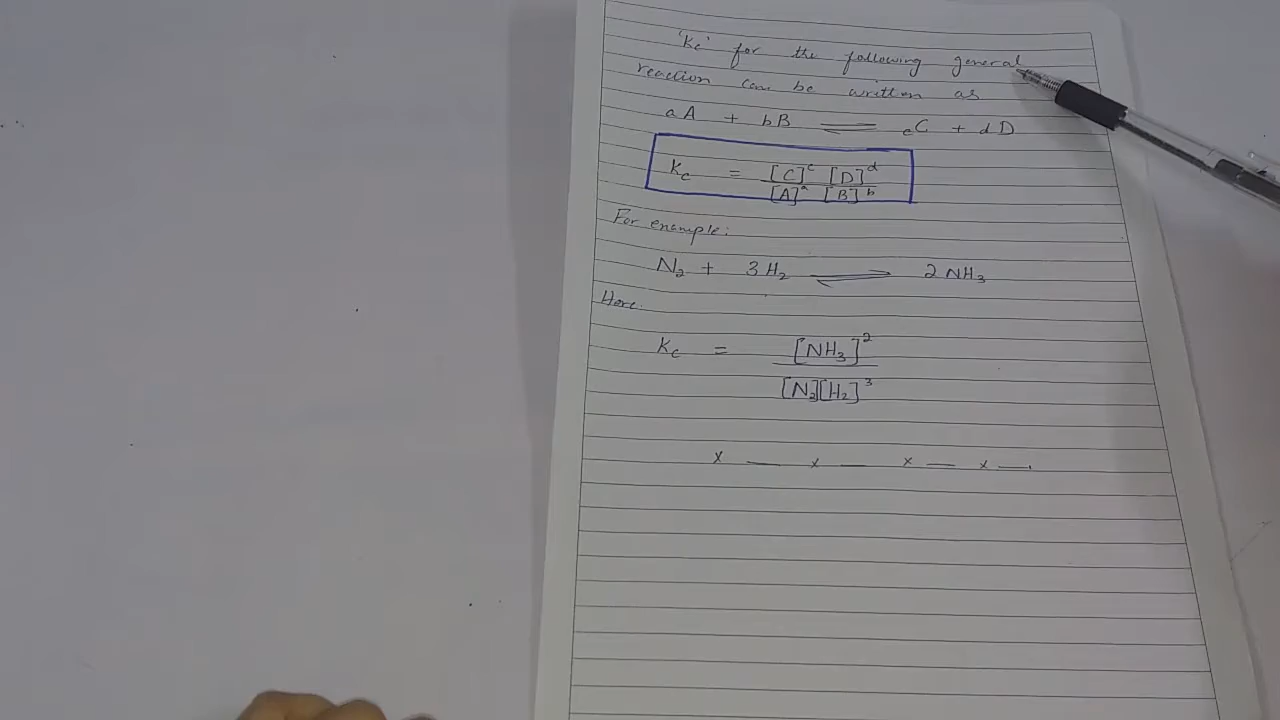 'Kc' for the following general
reaction can be written as
aA + bB ⇌ cC + dD
Kc = [C]^c [D]^d / [A]^a [B]^b
For example:
N₂ + 3H₂ ⇌ 2NH₃
Here.
Kc = [NH₃]² / [N₂][H₂]³
x — x — x — x —.